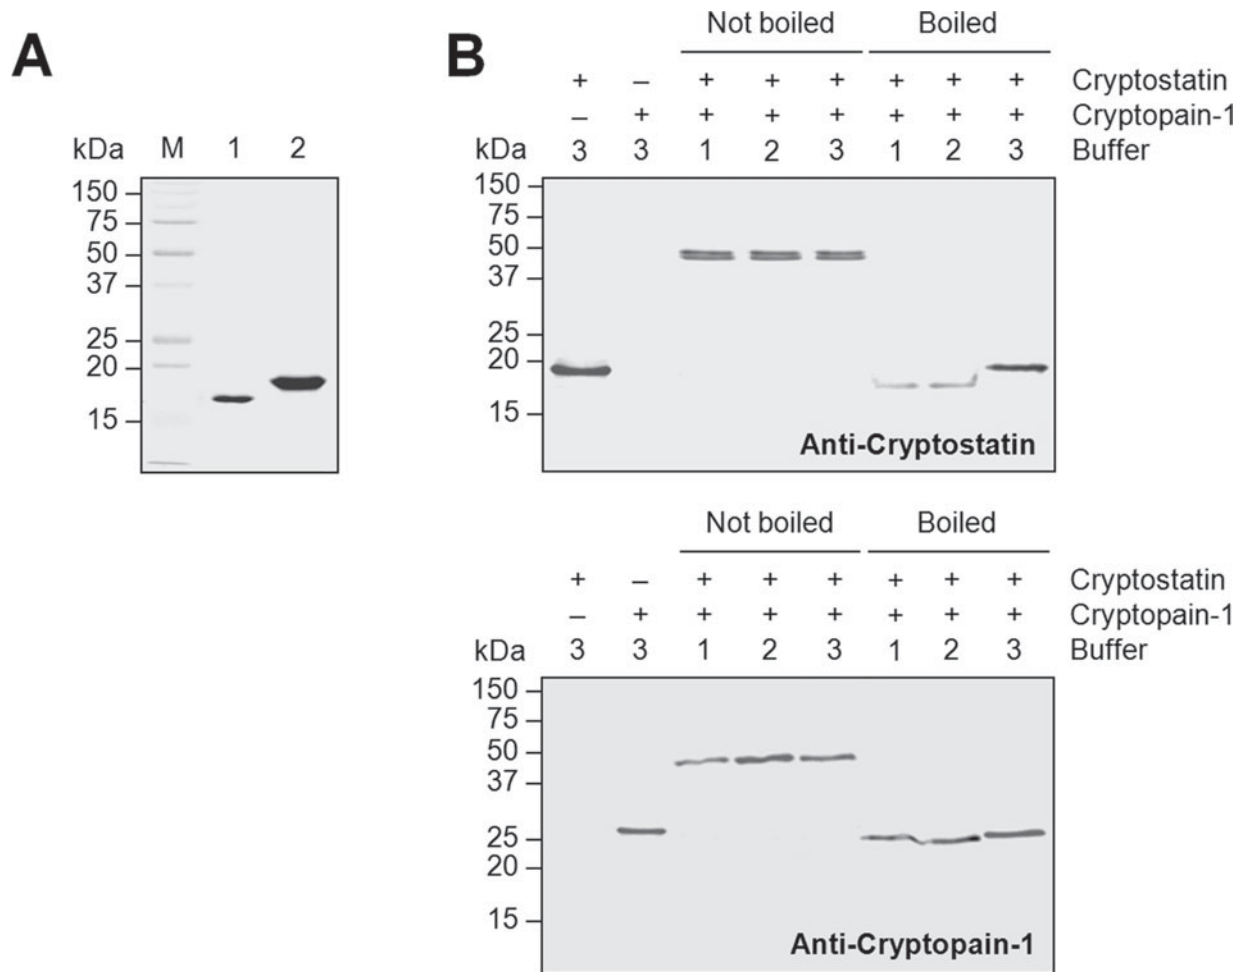 A
kDa M 1 2
150
75
50
37
25
20
15
B
Not boiled Boiled
+ – + + + + + + Cryptostatin
– + + + + + + + Cryptopain-1
kDa 3 3 1 2 3 1 2 3 Buffer
150
75
50
37
25
20
15
Anti-Cryptostatin
Not boiled Boiled
+ – + + + + + + Cryptostatin
– + + + + + + + Cryptopain-1
kDa 3 3 1 2 3 1 2 3 Buffer
150
75
50
37
25
20
15
Anti-Cryptopain-1